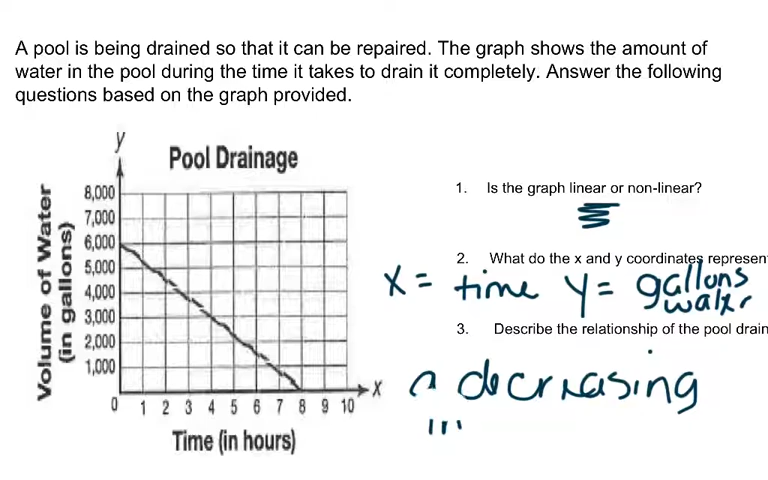 A pool is being drained so that it can be repaired. The graph shows the amount of
water in the pool during the time it takes to drain it completely. Answer the following
questions based on the graph provided.
y
Pool Drainage
Volume of Water
(in gallons)
8,000
7,000
6,000
5,000
4,000
3,000
2,000
1,000
0 1 2 3 4 5 6 7 8 9 10
x
Time (in hours)
1. Is the graph linear or non-linear?
2. What do the x and y coordinates represen
x = time y = gallons
water
3. Describe the relationship of the pool drain
decreasing